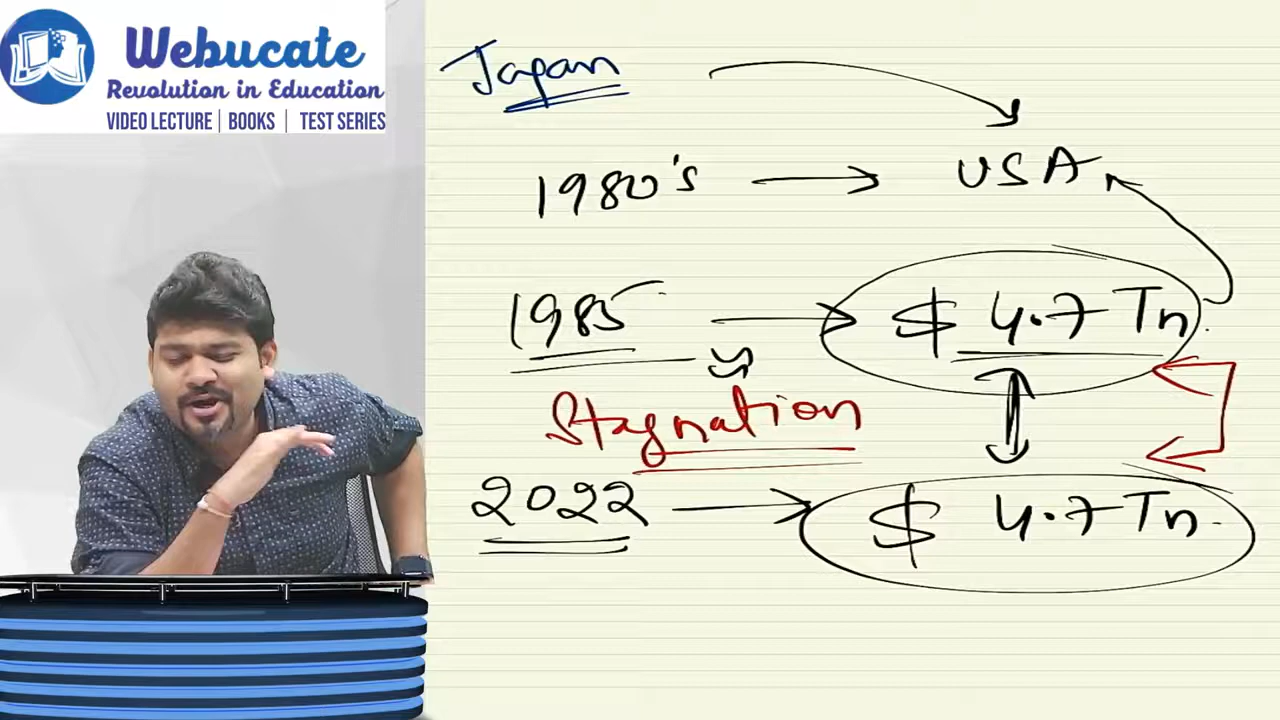 Webucate
Revolution in Education
VIDEO LECTURE | BOOKS | TEST SERIES
Japan
1980's → USA
1985 → $ 4.7 Tn
Stagnation
2022 → $ 4.7 Tn